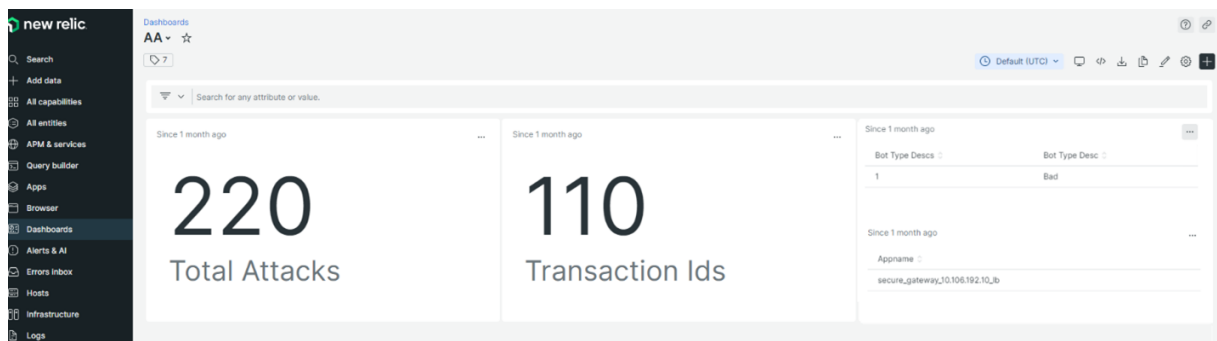 new relic
Search
Add data
All capabilities
All entities
APM & services
Query builder
Apps
Browser
Dashboards
Alerts & AI
Errors inbox
Hosts
Infrastructure
Logs
Dashboards
AA
7
Default (UTC)
Search for any attribute or value.
Since 1 month ago
220
Total Attacks
Since 1 month ago
110
Transaction Ids
Since 1 month ago
Bot Type Descs Bot Type Desc
1 Bad
Since 1 month ago
Appname
secure_gateway_10.106.192.10_lb